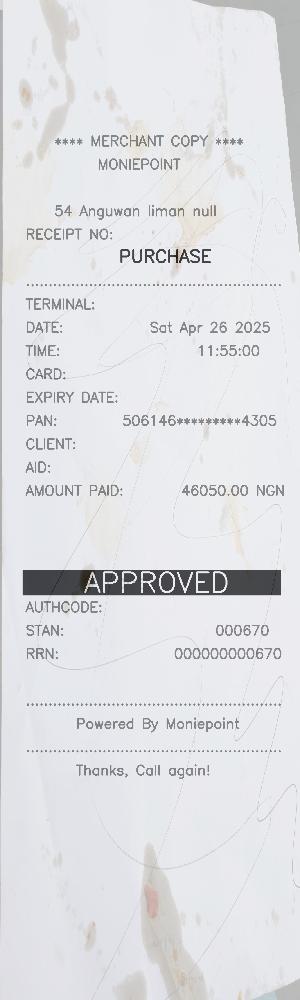 **** MERCHANT COPY ****
MONIEPOINT
54 Anguwan liman null
RECEIPT NO:
PURCHASE
TERMINAL:
DATE: Sat Apr 26 2025
TIME: 11:55:00
CARD:
EXPIRY DATE:
PAN: 506146*********4305
CLIENT:
AID:
AMOUNT PAID: 46050.00 NGN
APPROVED
AUTHCODE:
STAN: 000670
RRN: 000000000670
Powered By Moniepoint
Thanks, Call again!